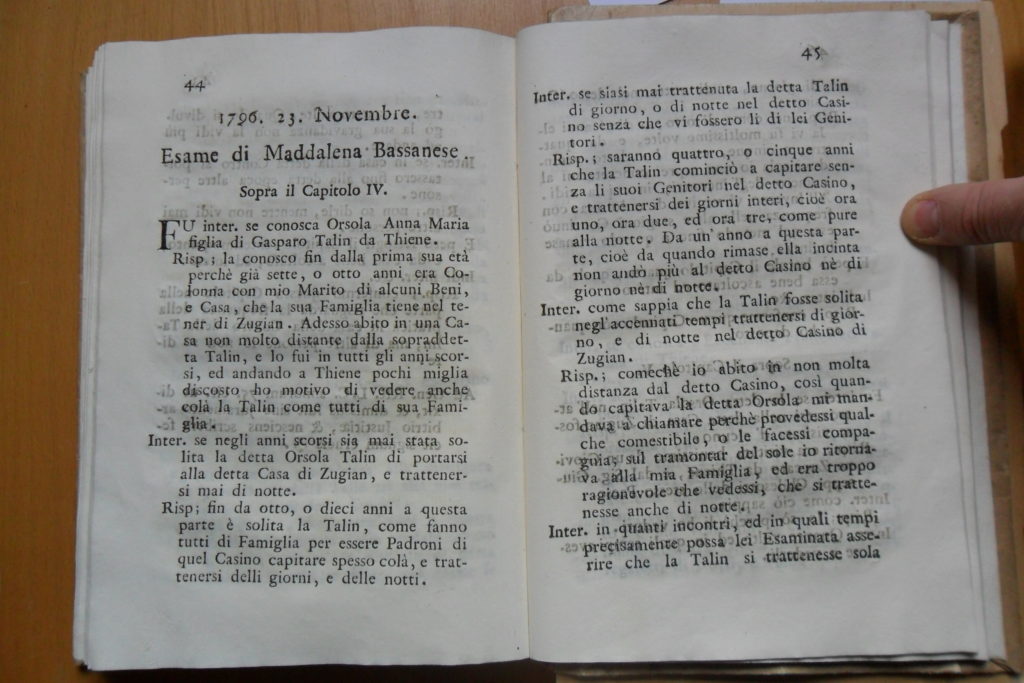 44
1796. 23. Novembre.
Esame di Maddalena Bassanese.
Sopra il Capitolo IV.
FU inter. se conosca Orsola Anna Maria
figlia di Gasparo Talin da Thiene.
Risp.; la conosco fin dalla prima sua età
perchè già sette, o otto anni era Co-
lonna con mio Marito di alcuni Beni,
e Casa, che la sua Famiglia tiene nel te-
ner di Zugian. Adesso abito in una Ca-
sa non molto distante dalla sopraddet-
ta Talin, e lo fui in tutti gli anni scor-
si, ed andando a Thiene pochi miglia
discosto ho motivo di vedere anche
colà la Talin come tutti di sua Fami-
glia.
Inter. se negli anni scorsi sia mai stata so-
lita la detta Orsola Talin di portarsi
alla detta Casa di Zugian, e trattener-
si mai di notte.
Risp; fin da otto, o dieci anni a questa
parte è solita la Talin, come fanno
tutti di Famiglia per essere Padroni di
quel Casino capitare spesso colà, e trat-
tenersi delli giorni, e delle notti.
45
Inter. se siasi mai trattenuta la detta Talin
di giorno, o di notte nel detto Casi-
no senza che vi fossero li di lei Geni-
tori.
Risp.; saranno quattro, o cinque anni
che la Talin cominciò a capitare sen-
za li suoi Genitori nel detto Casino,
e trattenersi dei giorni interi, cioè ora
uno, ora due, ed ora tre, come pure
alla notte. Da un'anno a questa par-
te, cioè da quando rimase ella incinta
non andò più al detto Casino nè di
giorno nè di notte.
Inter. come sappia che la Talin fosse solita
negl'accennati tempi trattenersi di gior-
no, e di notte nel detto Casino di
Zugian.
Risp.; comechè io abito in non molta
distanza dal detto Casino, così quan-
do capitava la detta Orsola mi man-
dava a chiamare perchè provedessi qual-
che comestibile, o le facessi compa-
gnia; sul tramontar del sole io ritorna-
va alla mia Famiglia, ed era troppo
ragionevole che vedessi, che si tratte-
nesse anche di notte.
Inter. in quanti incontri, ed in quali tempi
precisamente possa lei Esaminata asse-
rire che la Talin si trattenesse sola